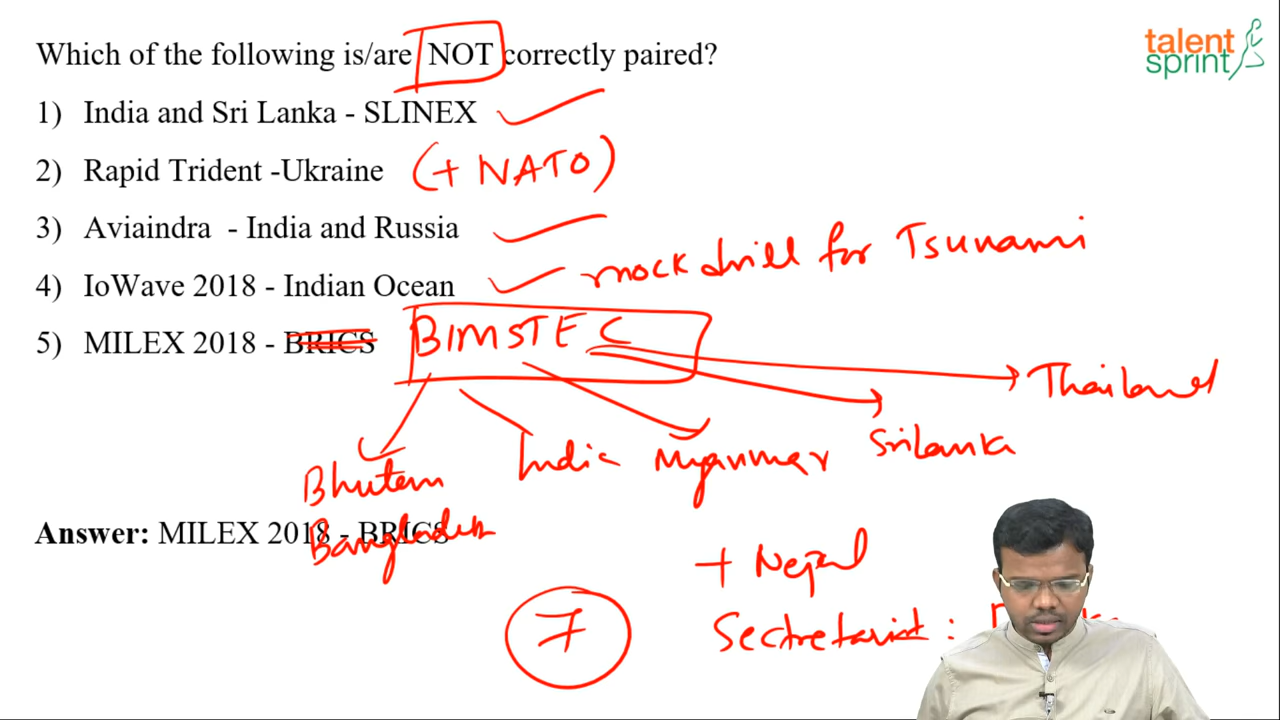 talent
sprint
Which of the following is/are NOT correctly paired?
1) India and Sri Lanka - SLINEX
2) Rapid Trident -Ukraine (+ NATO)
3) Aviaindra - India and Russia
4) IoWave 2018 - Indian Ocean mock drill for Tsunami
5) MILEX 2018 - BRICS BIMSTEC
Thailand
Bhutan India Myanmar Srilanka
Bangladesh
Answer: MILEX 2018 - BRICS
+ Nepal
7 Secretariat :